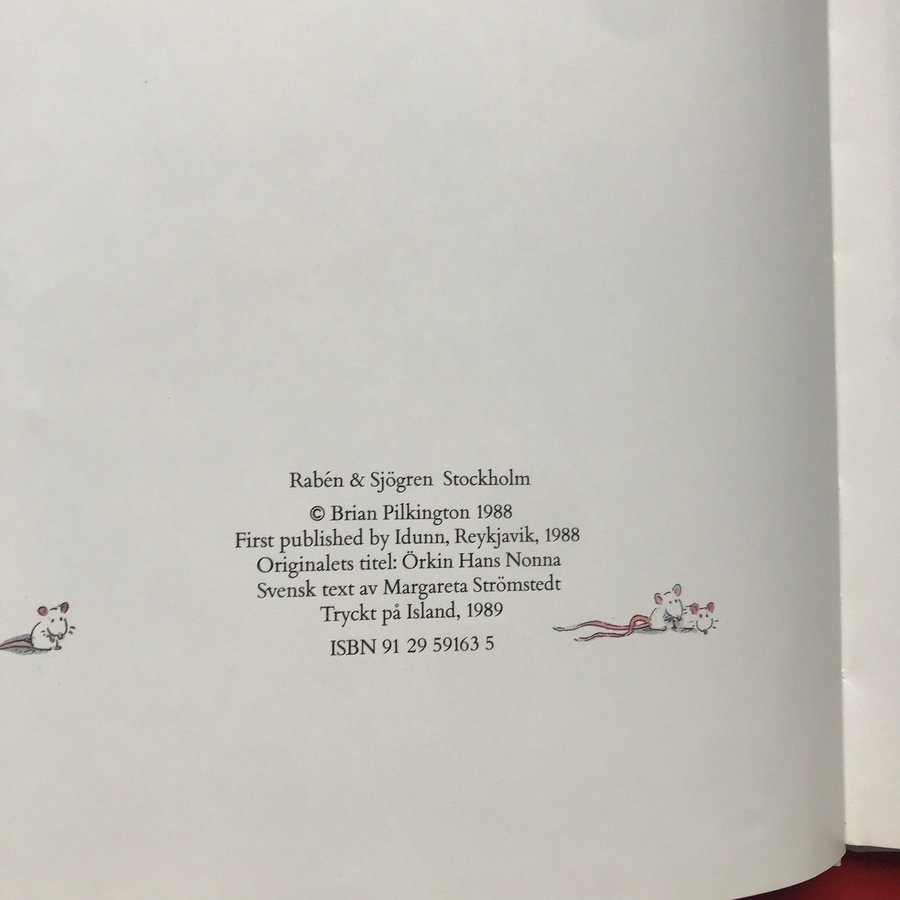 Rabén & Sjögren Stockholm
© Brian Pilkington 1988
First published by Idunn, Reykjavik, 1988
Originalets titel: Örkin Hans Nonna
Svensk text av Margareta Strömstedt
Tryckt på Island, 1989
ISBN 91 29 59163 5